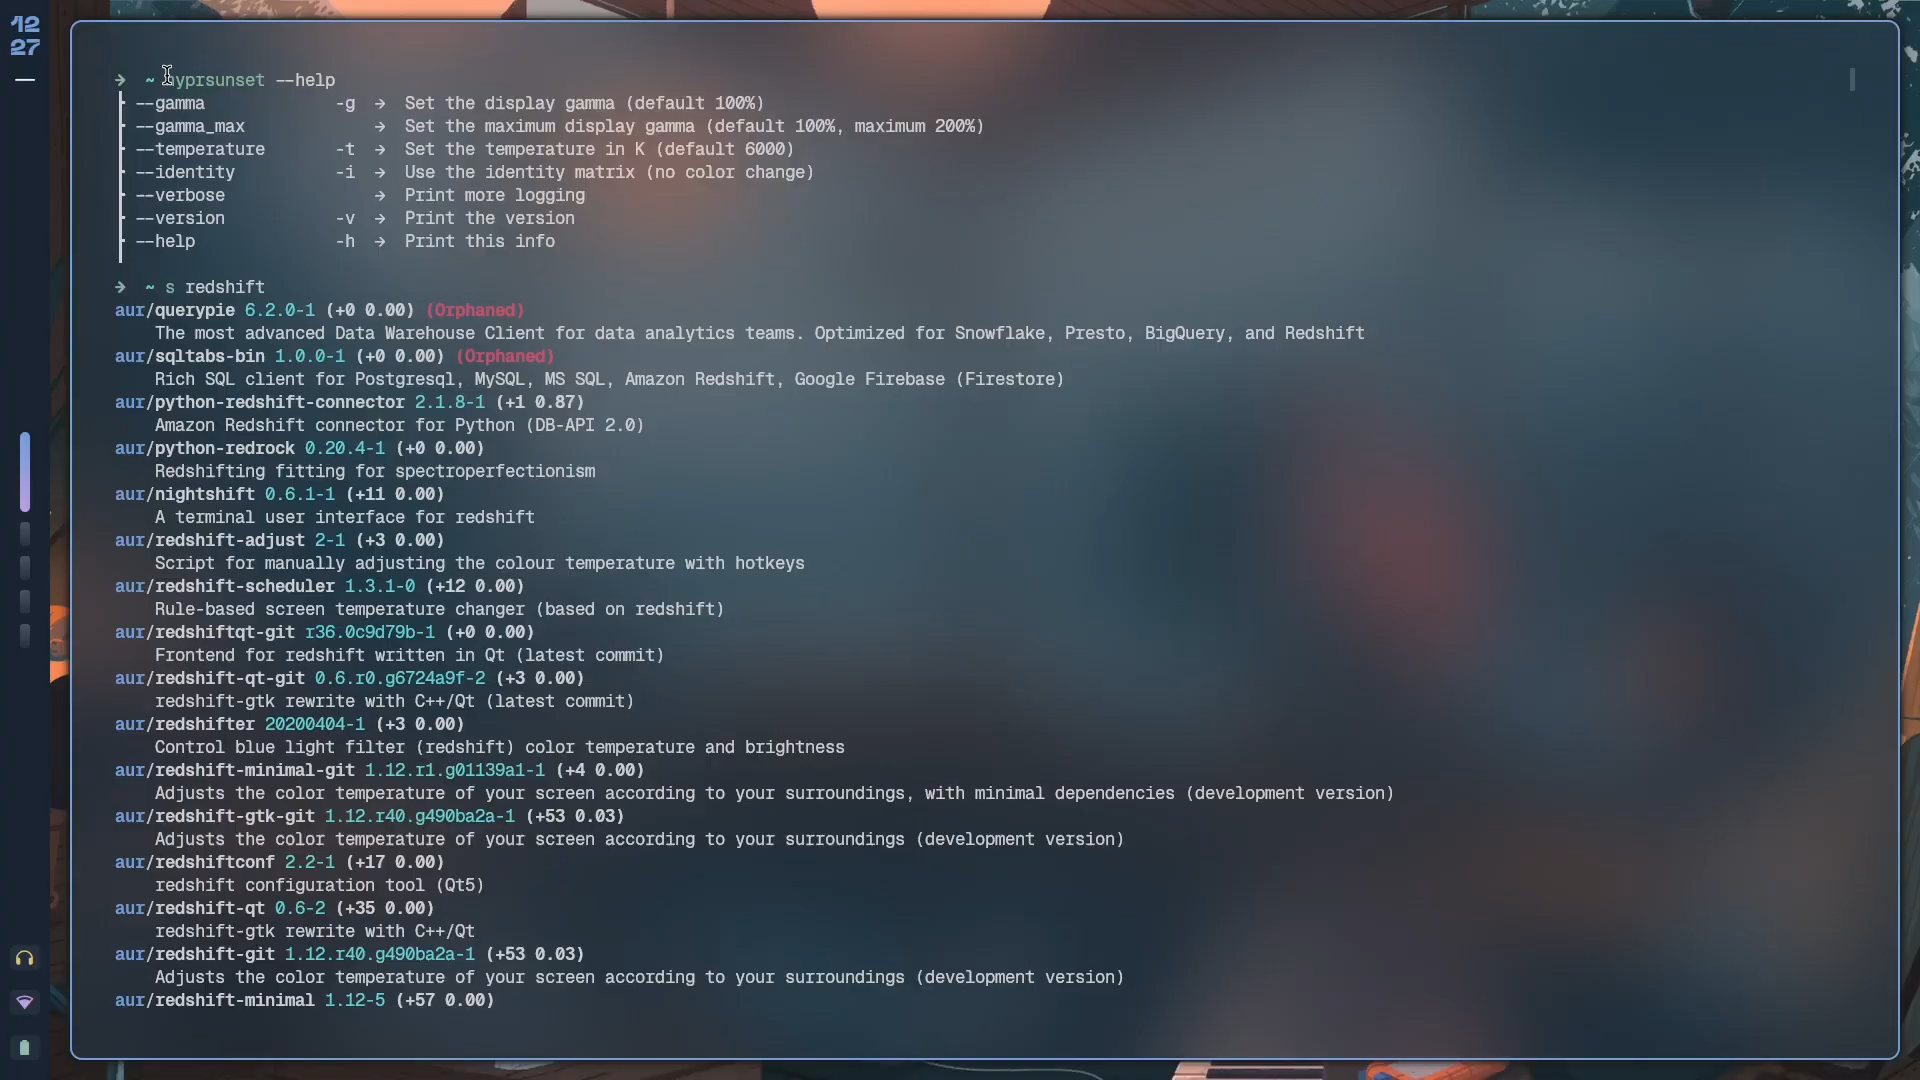 12
27
→ ~ hyprsunset --help
--gamma -g → Set the display gamma (default 100%)
--gamma_max → Set the maximum display gamma (default 100%, maximum 200%)
--temperature -t → Set the temperature in K (default 6000)
--identity -i → Use the identity matrix (no color change)
--verbose → Print more logging
--version -v → Print the version
--help -h → Print this info
→ ~ s redshift
aur/querypie 6.2.0-1 (+0 0.00) (Orphaned)
The most advanced Data Warehouse Client for data analytics teams. Optimized for Snowflake, Presto, BigQuery, and Redshift
aur/sqltabs-bin 1.0.0-1 (+0 0.00) (Orphaned)
Rich SQL client for Postgresql, MySQL, MS SQL, Amazon Redshift, Google Firebase (Firestore)
aur/python-redshift-connector 2.1.8-1 (+1 0.87)
Amazon Redshift connector for Python (DB-API 2.0)
aur/python-redrock 0.20.4-1 (+0 0.00)
Redshifting fitting for spectroperfectionism
aur/nightshift 0.6.1-1 (+11 0.00)
A terminal user interface for redshift
aur/redshift-adjust 2-1 (+3 0.00)
Script for manually adjusting the colour temperature with hotkeys
aur/redshift-scheduler 1.3.1-0 (+12 0.00)
Rule-based screen temperature changer (based on redshift)
aur/redshiftqt-git r36.0c9d79b-1 (+0 0.00)
Frontend for redshift written in Qt (latest commit)
aur/redshift-qt-git 0.6.r0.g6724a9f-2 (+3 0.00)
redshift-gtk rewrite with C++/Qt (latest commit)
aur/redshifter 20200404-1 (+3 0.00)
Control blue light filter (redshift) color temperature and brightness
aur/redshift-minimal-git 1.12.r1.g01139a1-1 (+4 0.00)
Adjusts the color temperature of your screen according to your surroundings, with minimal dependencies (development version)
aur/redshift-gtk-git 1.12.r40.g490ba2a-1 (+53 0.03)
Adjusts the color temperature of your screen according to your surroundings (development version)
aur/redshiftconf 2.2-1 (+17 0.00)
redshift configuration tool (Qt5)
aur/redshift-qt 0.6-2 (+35 0.00)
redshift-gtk rewrite with C++/Qt
aur/redshift-git 1.12.r40.g490ba2a-1 (+53 0.03)
Adjusts the color temperature of your screen according to your surroundings (development version)
aur/redshift-minimal 1.12-5 (+57 0.00)